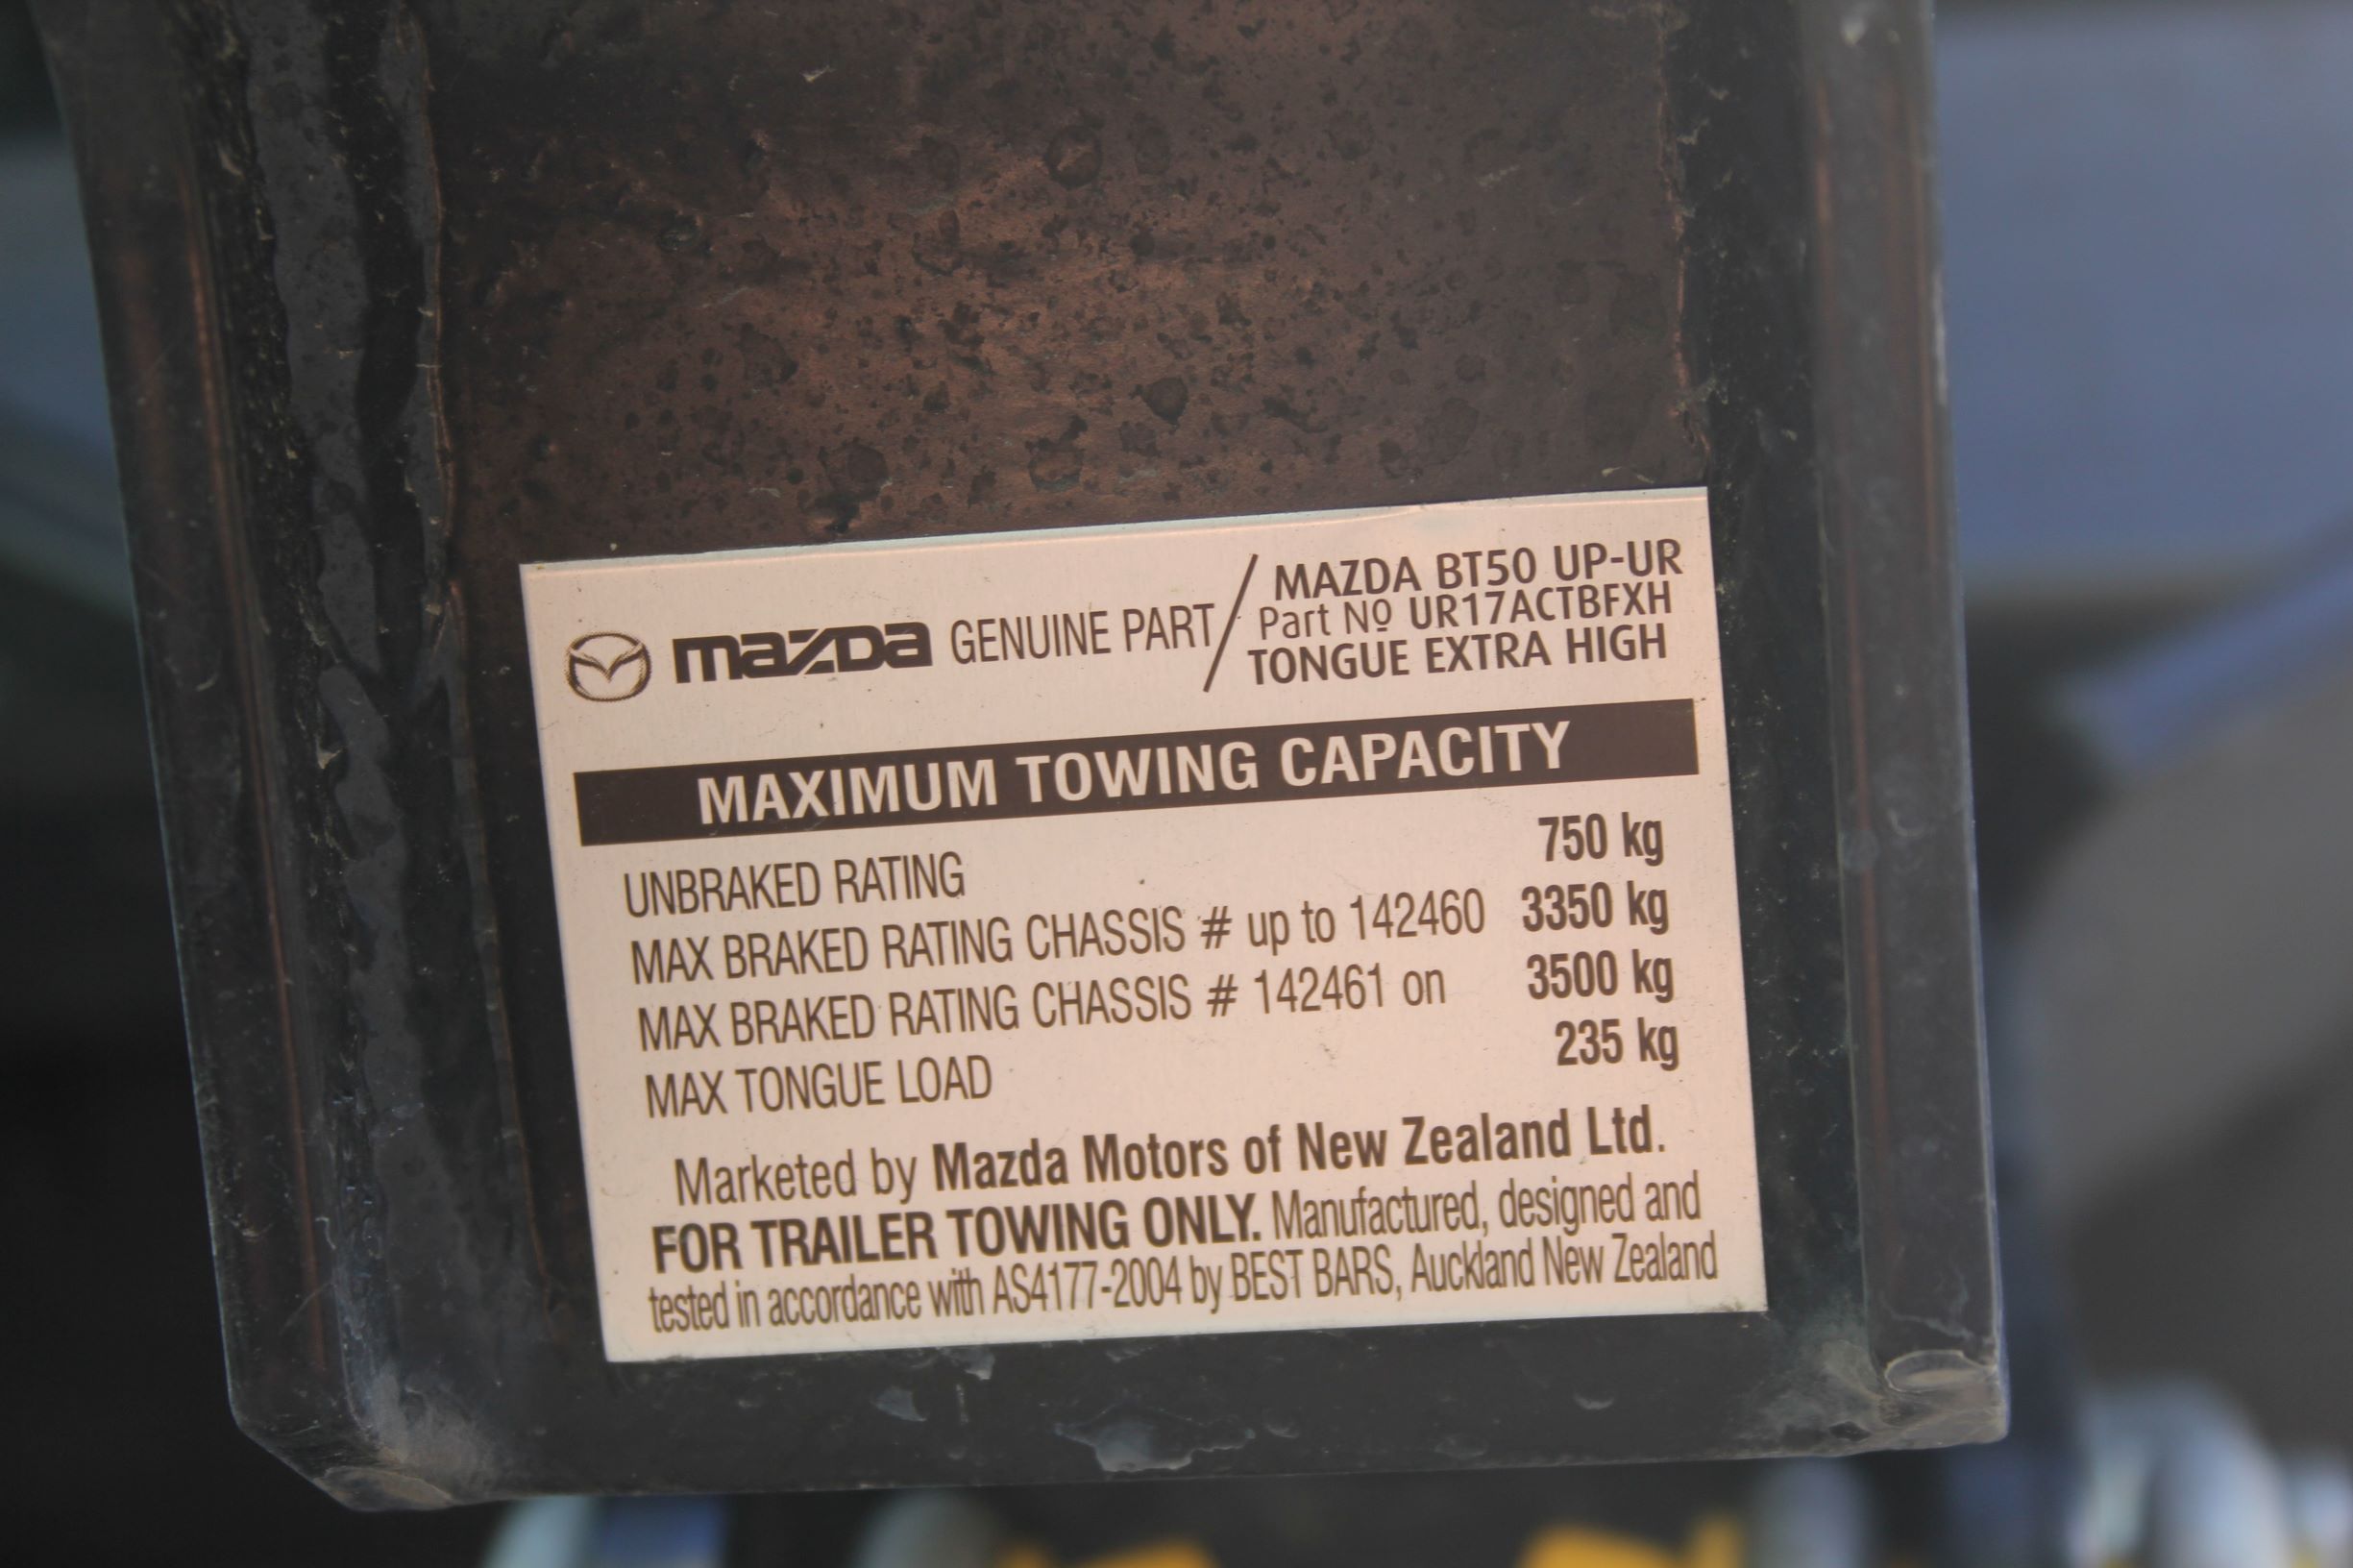 mazda GENUINE PART / MAZDA BT50 UP-UR
Part Nº UR17ACTBFXH
TONGUE EXTRA HIGH
MAXIMUM TOWING CAPACITY
UNBRAKED RATING 750 kg
MAX BRAKED RATING CHASSIS # up to 142460 3350 kg
MAX BRAKED RATING CHASSIS # 142461 on 3500 kg
MAX TONGUE LOAD 235 kg
Marketed by Mazda Motors of New Zealand Ltd.
FOR TRAILER TOWING ONLY. Manufactured, designed and
tested in accordance with AS4177-2004 by BEST BARS, Auckland New Zealand